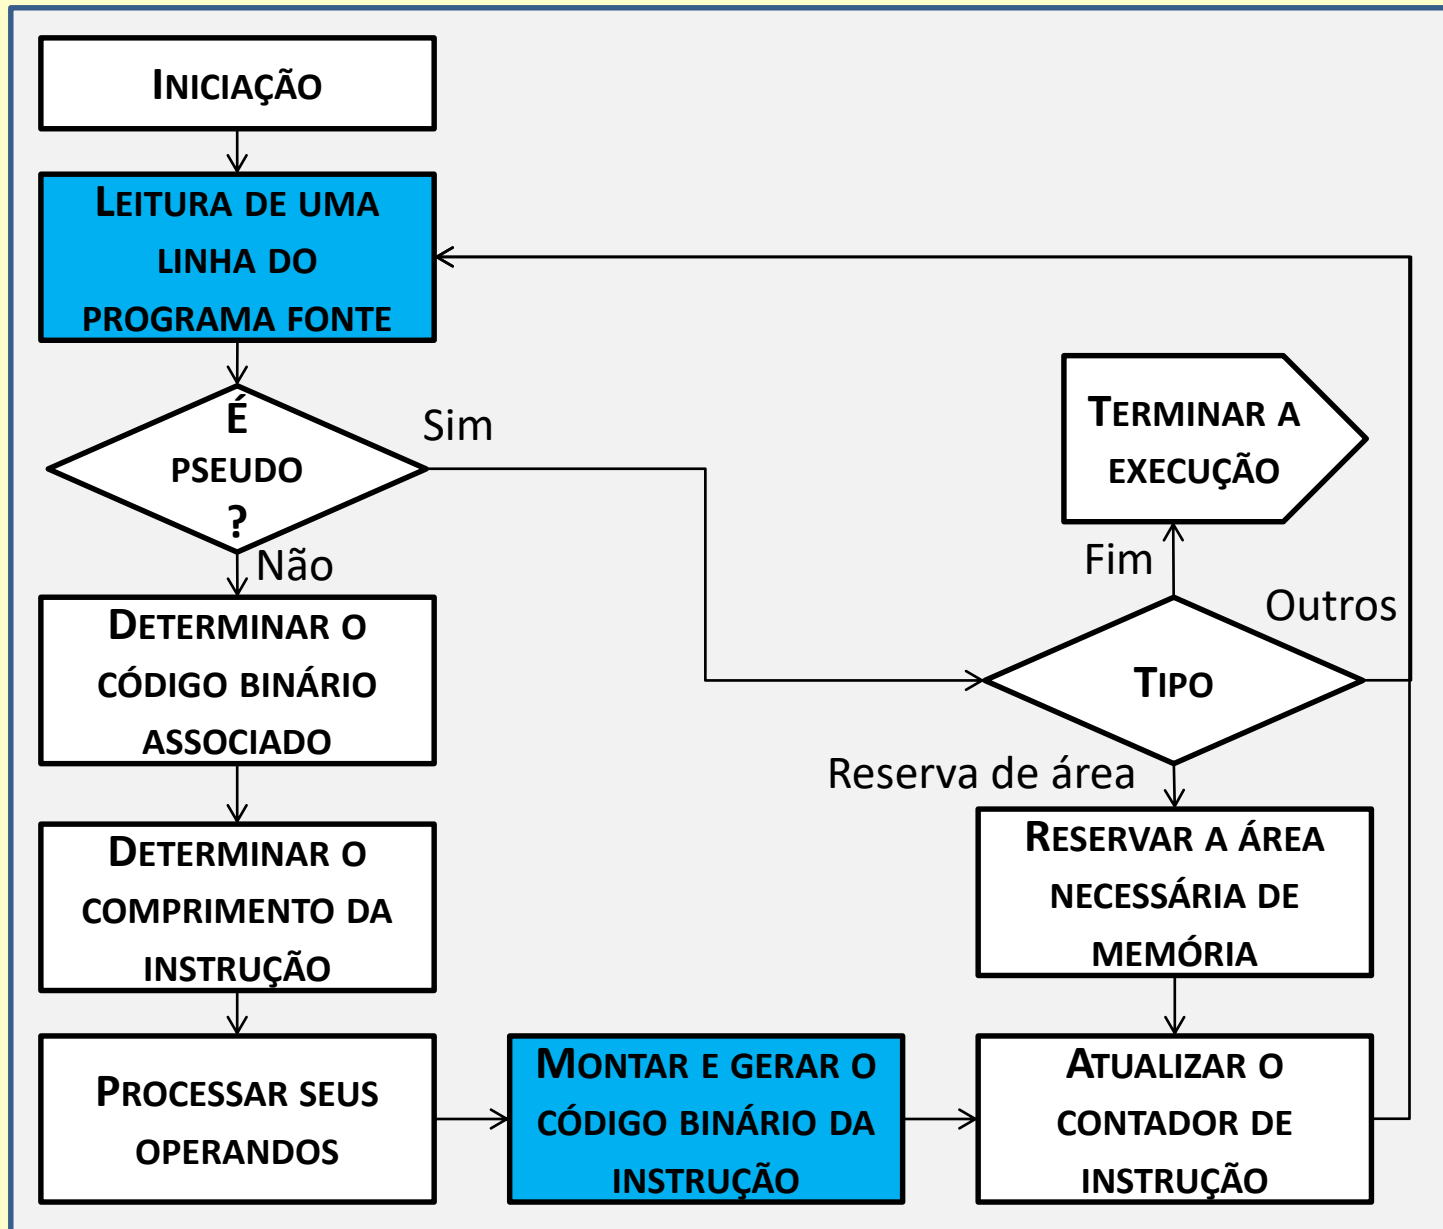 INICIAÇÃO
LEITURA DE UMA
LINHA DO
PROGRAMA FONTE
É
PSEUDO
?
Sim
Não
DETERMINAR O
CÓDIGO BINÁRIO
ASSOCIADO
DETERMINAR O
COMPRIMENTO DA
INSTRUÇÃO
PROCESSAR SEUS
OPERANDOS
MONTAR E GERAR O
CÓDIGO BINÁRIO DA
INSTRUÇÃO
TERMINAR A
EXECUÇÃO
Fim
Outros
TIPO
Reserva de área
RESERVAR A ÁREA
NECESSÁRIA DE
MEMÓRIA
ATUALIZAR O
CONTADOR DE
INSTRUÇÃO